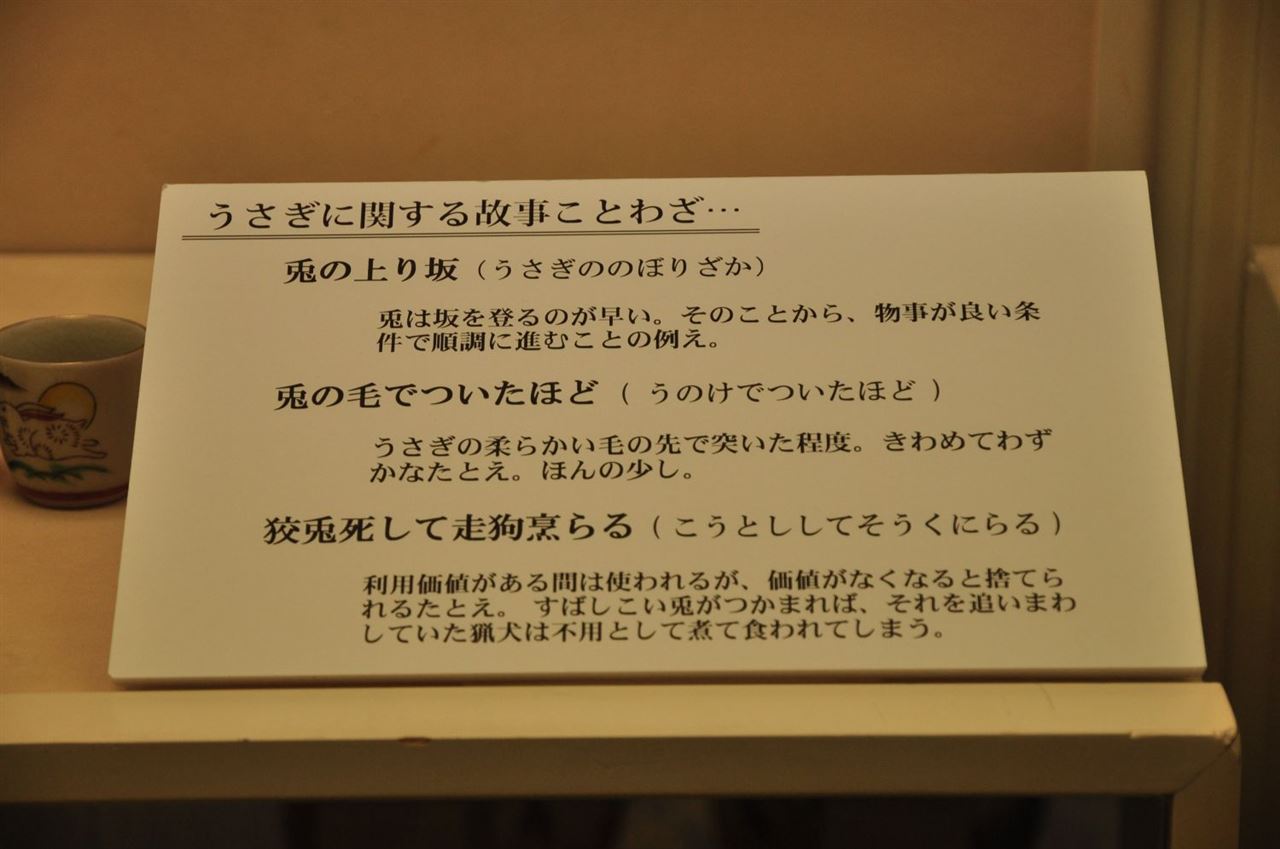 うさぎに関する故事ことわざ…
兎の上り坂（うさぎののぼりざか）
兎は坂を登るのが早い。そのことから、物事が良い条
件で順調に進むことの例え。
兎の毛でついたほど（ うのけでついたほど ）
うさぎの柔らかい毛の先で突いた程度。きわめてわず
かなたとえ。ほんの少し。
狡兎死して走狗烹らる（こうとししてそうくにらる）
利用価値がある間は使われるが、価値がなくなると捨てら
れるたとえ。 すばしこい兎がつかまれば、それを追いまわ
していた猟犬は不用として煮て食われてしまう。